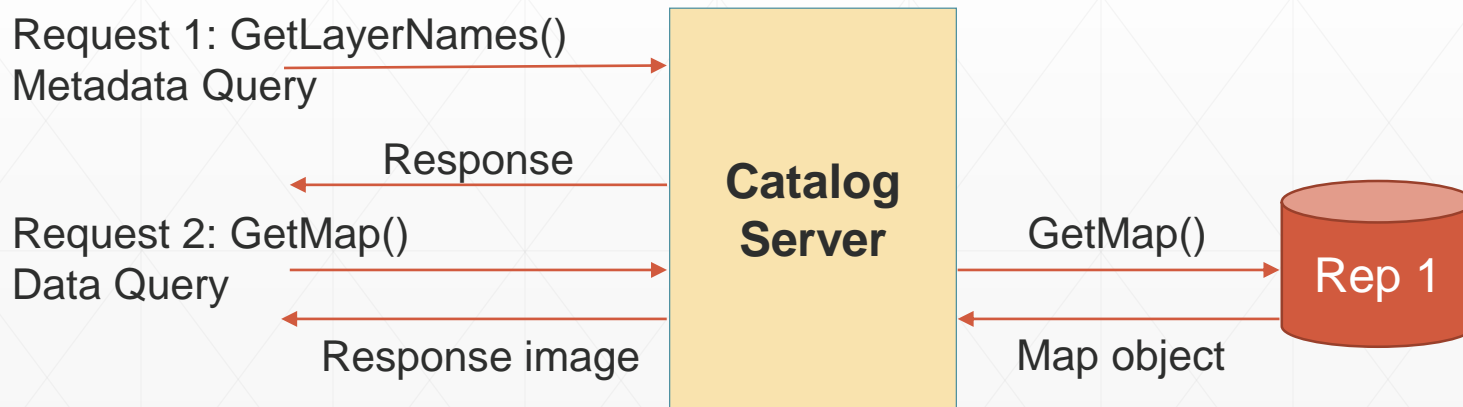 Request 1: GetLayerNames()
Metadata Query
Response
Catalog
Server
Request 2: GetMap()
Data Query
GetMap()
Rep 1
Response image
Map object